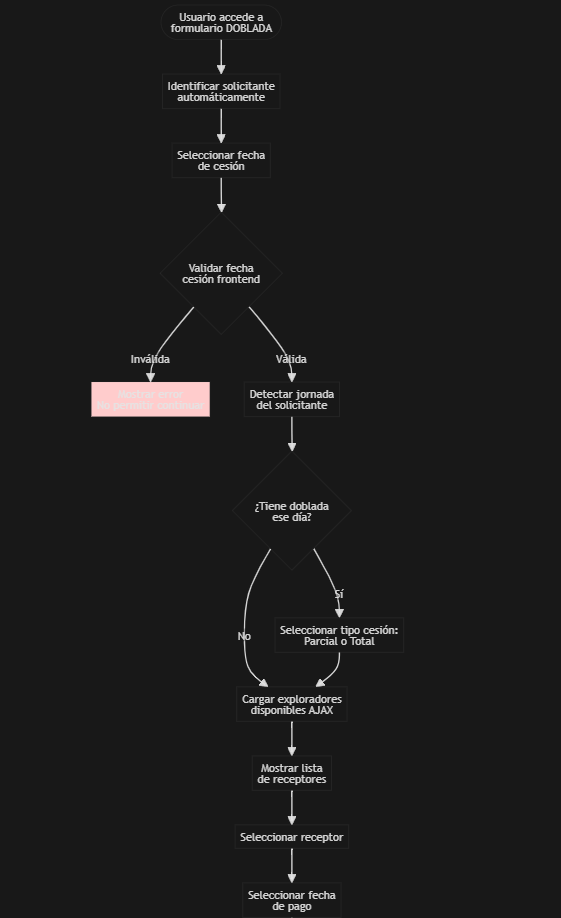 Usuario accede a
formulario DOBLADA
Identificar solicitante
automáticamente
Seleccionar fecha
de cesión
Validar fecha
cesión frontend
Inválida
Válida
Mostrar error
No permitir continuar
Detectar jornada
del solicitante
¿Tiene doblada
ese día?
Sí
No
Seleccionar tipo cesión:
Parcial o Total
Cargar exploradores
disponibles AJAX
Mostrar lista
de receptores
Seleccionar receptor
Seleccionar fecha
de pago